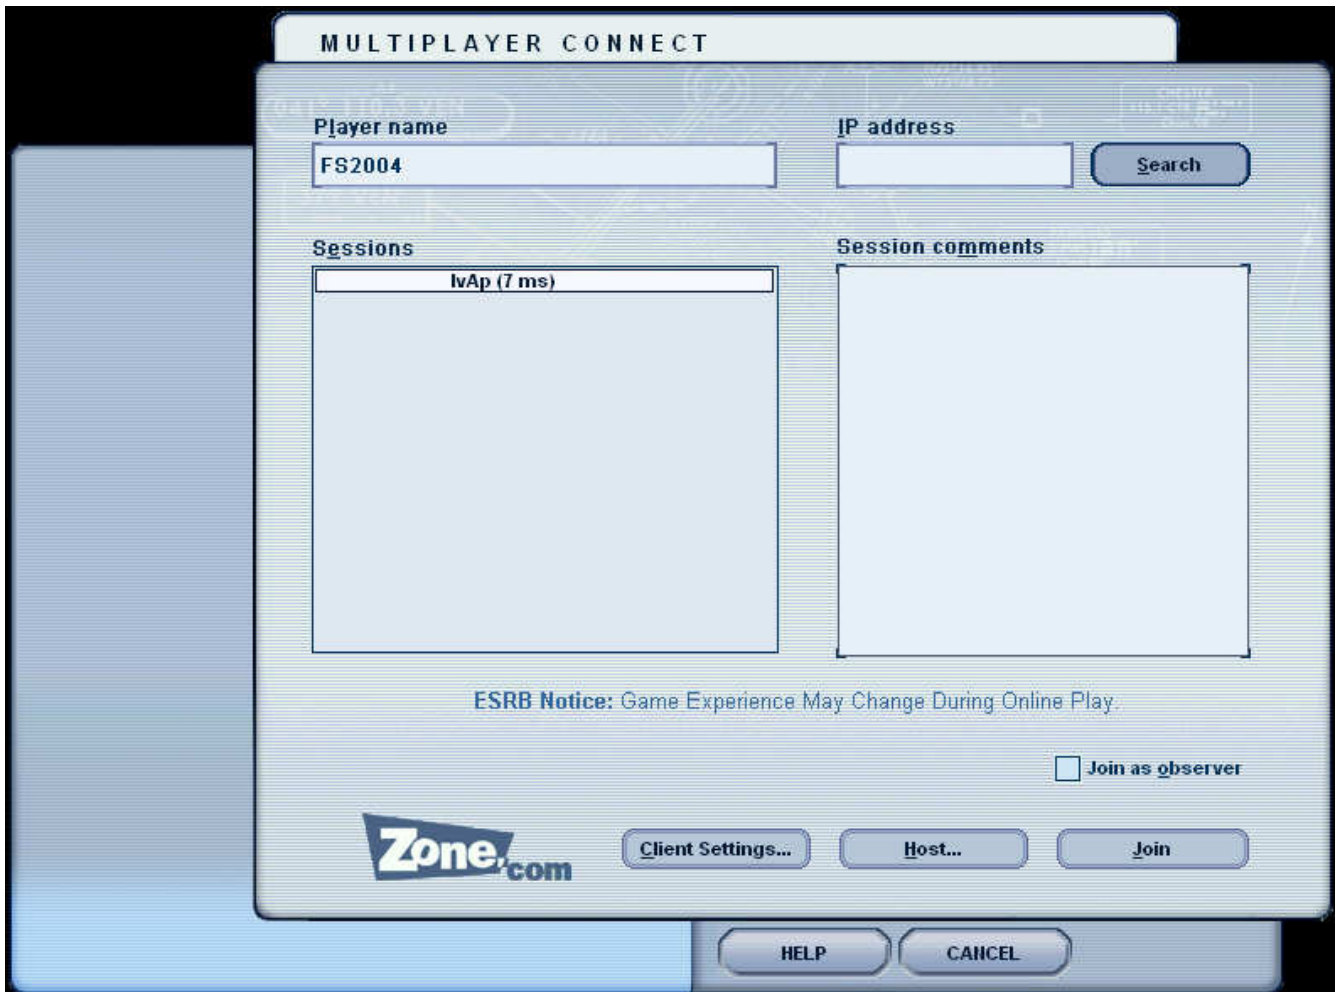 MULTIPLAYER CONNECT
Player name
IP address
FS2004
Search
Sessions
Session comments
IvAp (7 ms)
ESRB Notice: Game Experience May Change During Online Play.
Join as observer
Zone.com
Client Settings...
Host...
Join
HELP
CANCEL